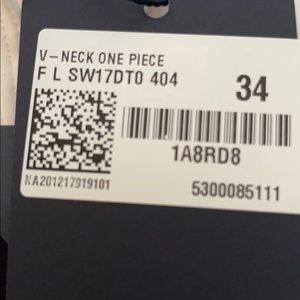 V-NECK ONE PIECE
F L SW17DT0 404
34
1A8RD8
NA201217919101
5300085111